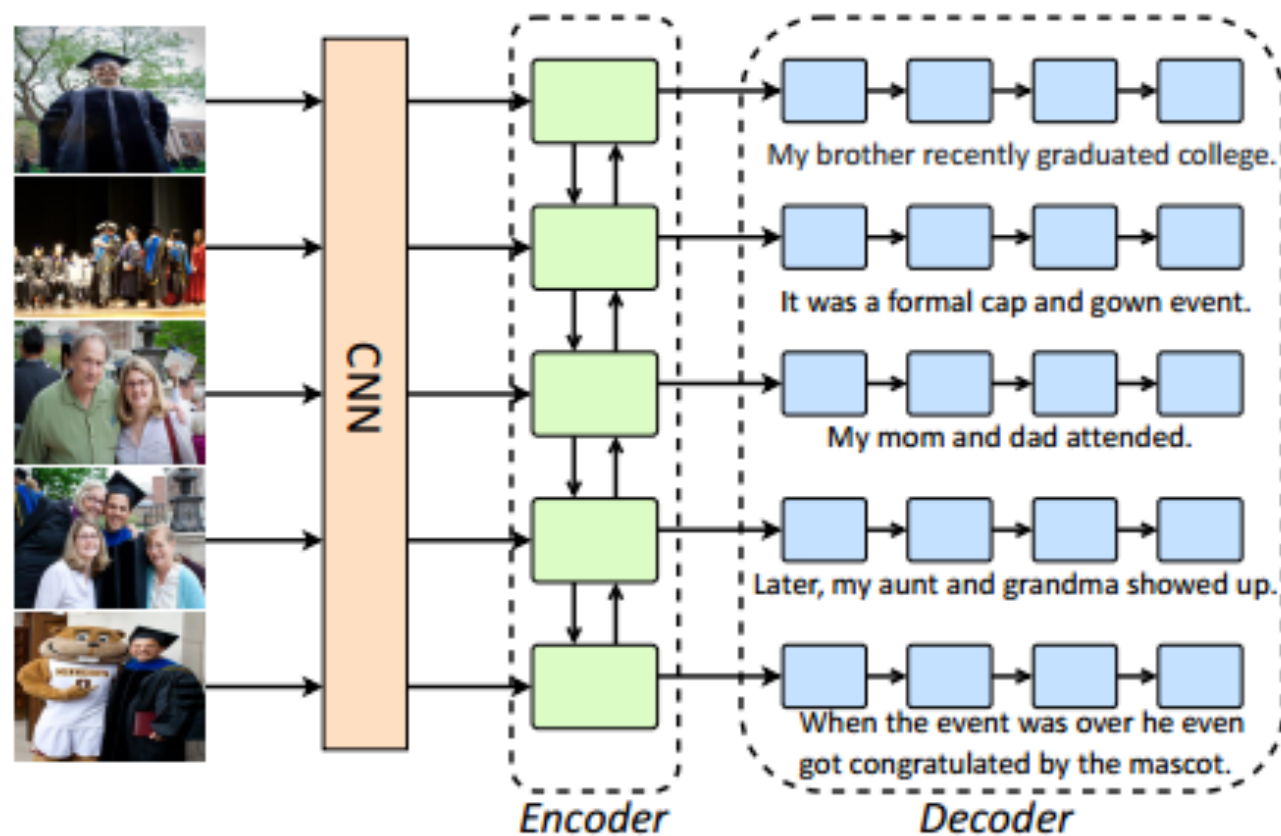 My brother recently graduated college.
It was a formal cap and gown event.
CNN
My mom and dad attended.
Later, my aunt and grandma showed up.
When the event was over he even
got congratulated by the mascot.
Encoder
Decoder